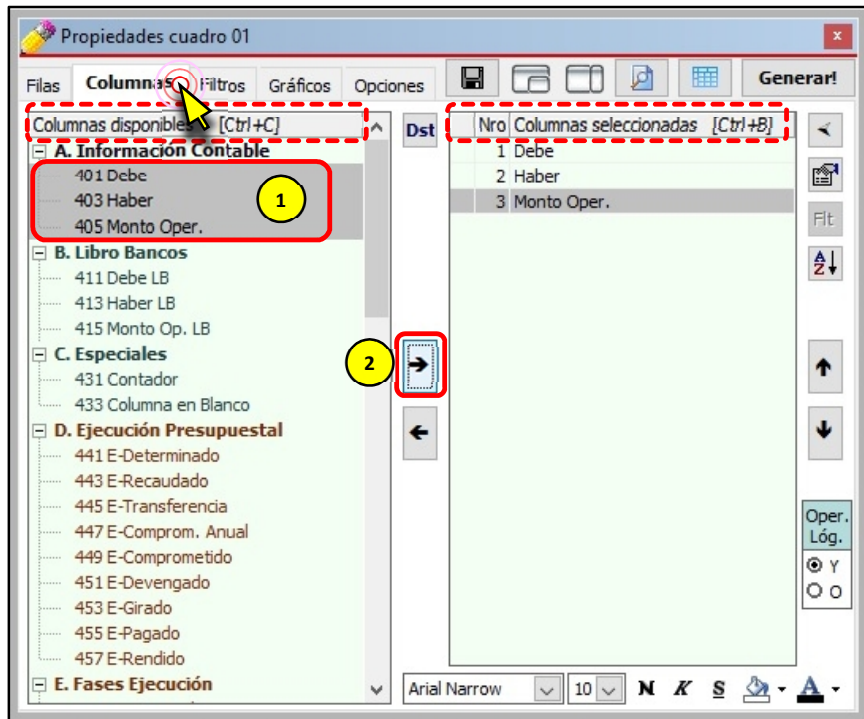 Propiedades cuadro 01
x
Filas Columnas Filtros Gráficos Opciones Generar!
Columnas disponibles [Ctrl+C]
A. Información Contable
401 Debe
403 Haber
405 Monto Oper.
1
B. Libro Bancos
411 Debe LB
413 Haber LB
415 Monto Op. LB
C. Especiales
431 Contador
433 Columna en Blanco
D. Ejecución Presupuestal
441 E-Determinado
443 E-Recaudado
445 E-Transferencia
447 E-Comprom. Anual
449 E-Comprometido
451 E-Devengado
453 E-Girado
455 E-Pagado
457 E-Rendido
E. Fases Ejecución
Dst
2
Nro Columnas seleccionadas [Ctrl+B]
1 Debe
2 Haber
3 Monto Oper.
Flt
A
Z
Oper.
Lóg.
Y
O
Arial Narrow 10 N K S A